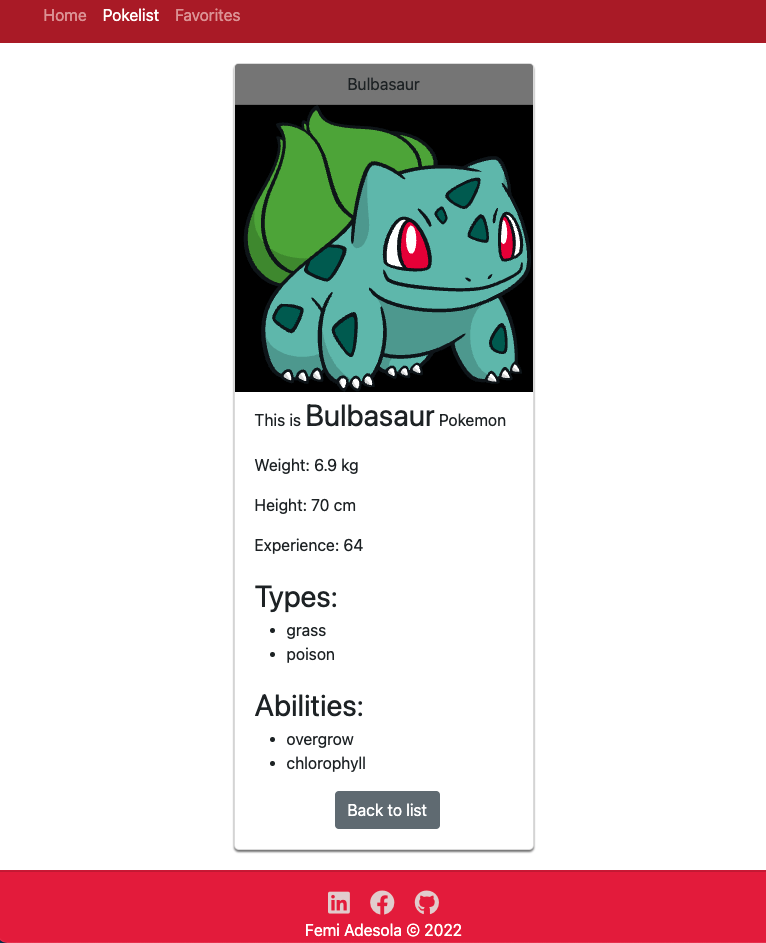 Home Pokelist Favorites
Bulbasaur
This is Bulbasaur Pokemon
Weight: 6.9 kg
Height: 70 cm
Experience: 64
Types:
grass
poison
Abilities:
overgrow
chlorophyll
Back to list
in
Femi Adesola © 2022